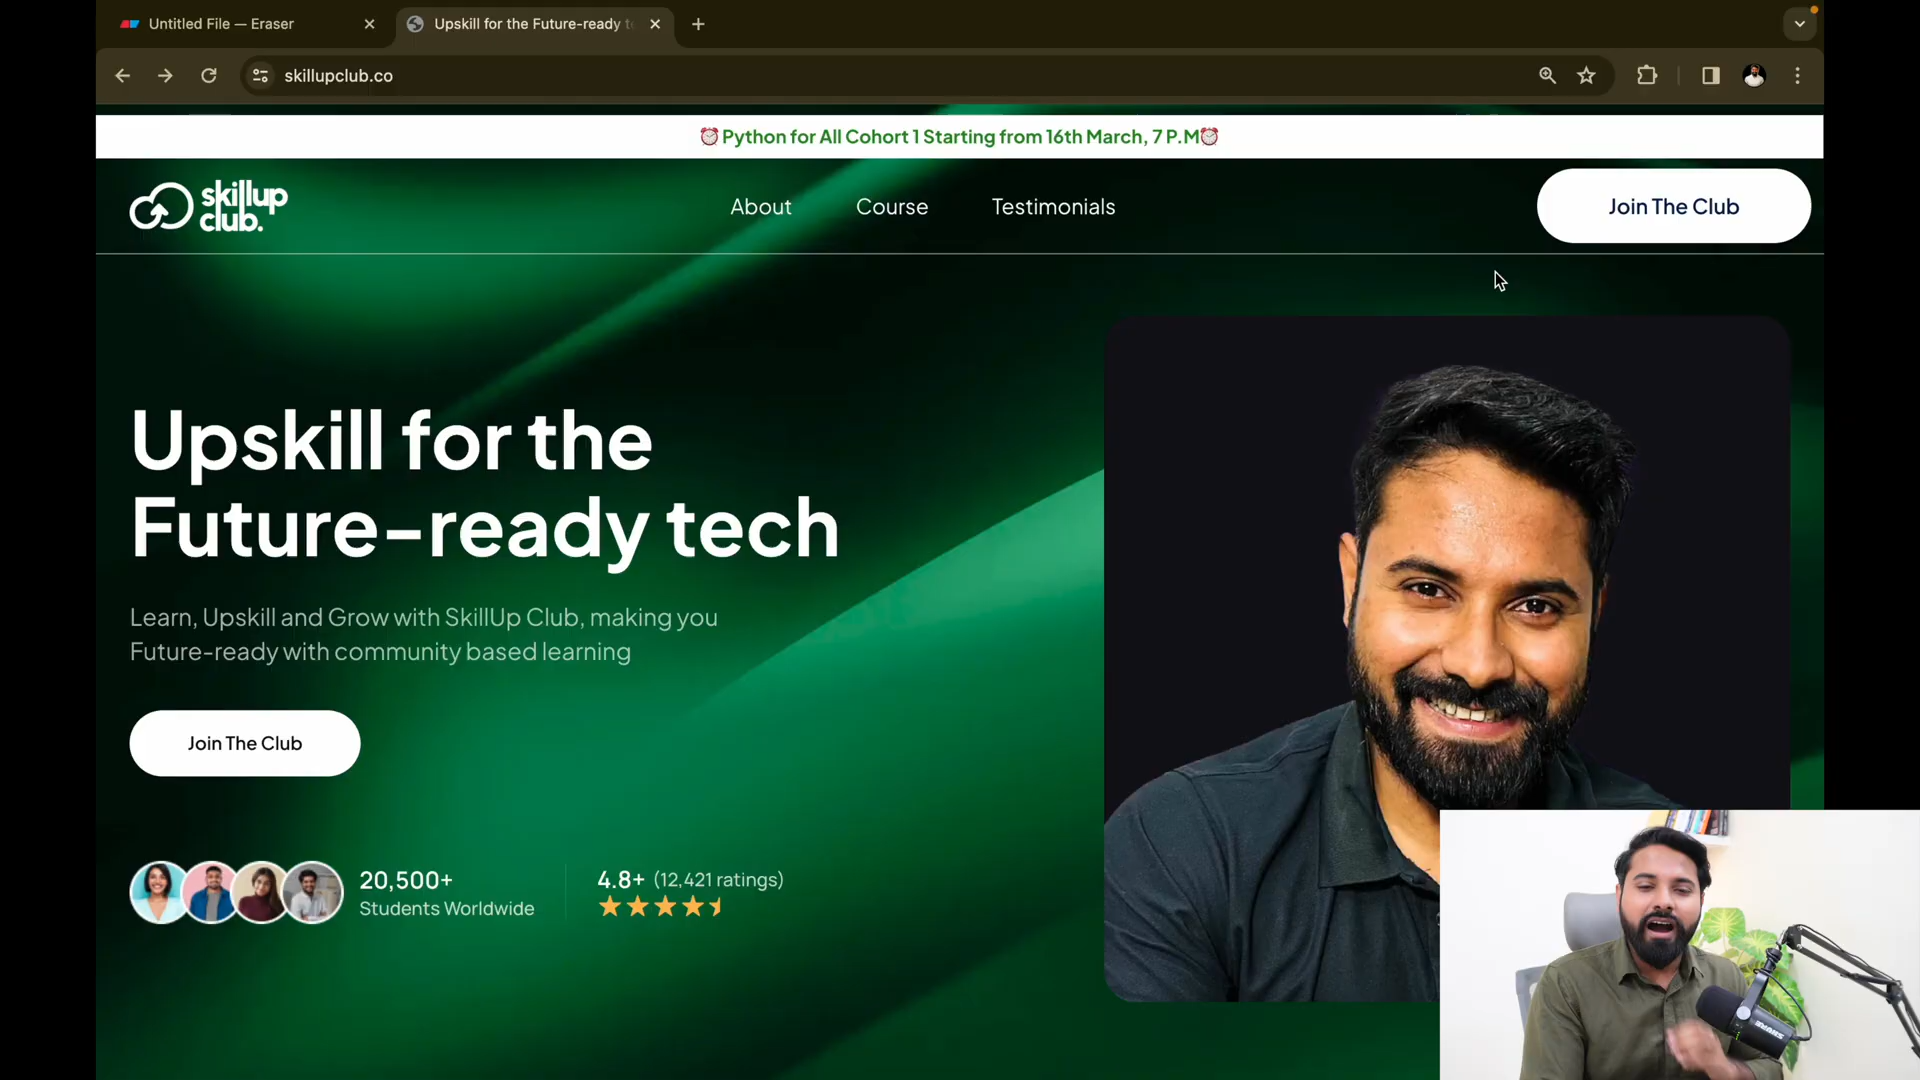 Untitled File — Eraser
Upskill for the Future-ready t
skillupclub.co
⏰Python for All Cohort 1 Starting from 16th March, 7 P.M⏰
skillup
club.
About
Course
Testimonials
Join The Club
Upskill for the
Future-ready tech
Learn, Upskill and Grow with SkillUp Club, making you
Future-ready with community based learning
Join The Club
20,500+
Students Worldwide
4.8+ (12,421 ratings)